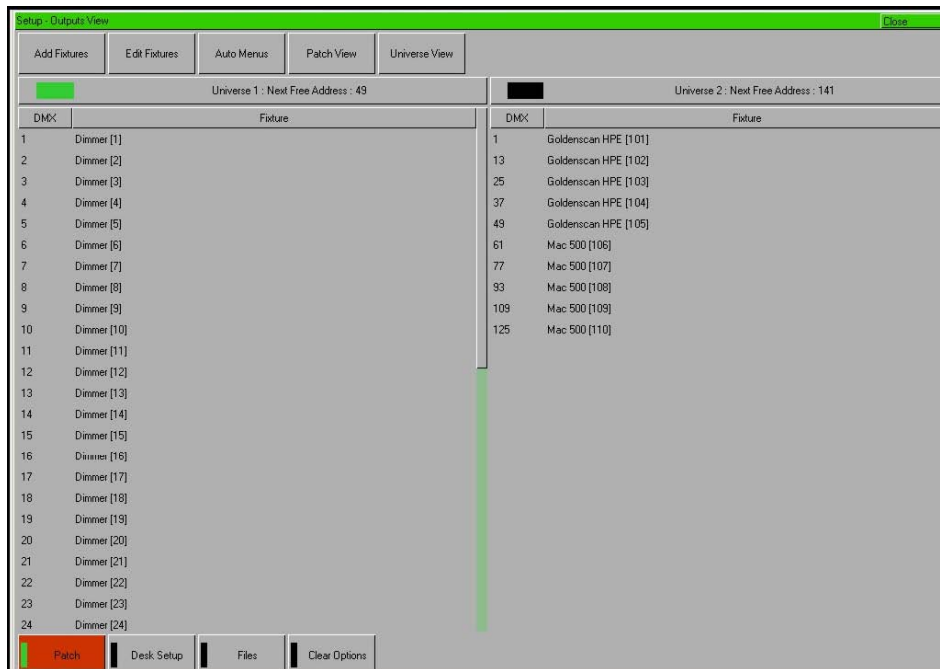 Setup - Outputs View Close
Add Fixtures Edit Fixtures Auto Menus Patch View Universe View
Universe 1 : Next Free Address : 49 Universe 2 : Next Free Address : 141
DMX Fixture DMX Fixture
1 Dimmer [1] 1 Goldenscan HPE [101]
2 Dimmer [2] 13 Goldenscan HPE [102]
3 Dimmer [3] 25 Goldenscan HPE [103]
4 Dimmer [4] 37 Goldenscan HPE [104]
5 Dimmer [5] 49 Goldenscan HPE [105]
6 Dimmer [6] 61 Mac 500 [106]
7 Dimmer [7] 77 Mac 500 [107]
8 Dimmer [8] 93 Mac 500 [108]
9 Dimmer [9] 109 Mac 500 [109]
10 Dimmer [10] 125 Mac 500 [110]
11 Dimmer [11]
12 Dimmer [12]
13 Dimmer [13]
14 Dimmer [14]
15 Dimmer [15]
16 Dimmer [16]
17 Dimmer [17]
18 Dimmer [18]
19 Dimmer [19]
20 Dimmer [20]
21 Dimmer [21]
22 Dimmer [22]
23 Dimmer [23]
24 Dimmer [24]
Patch Desk Setup Files Clear Options